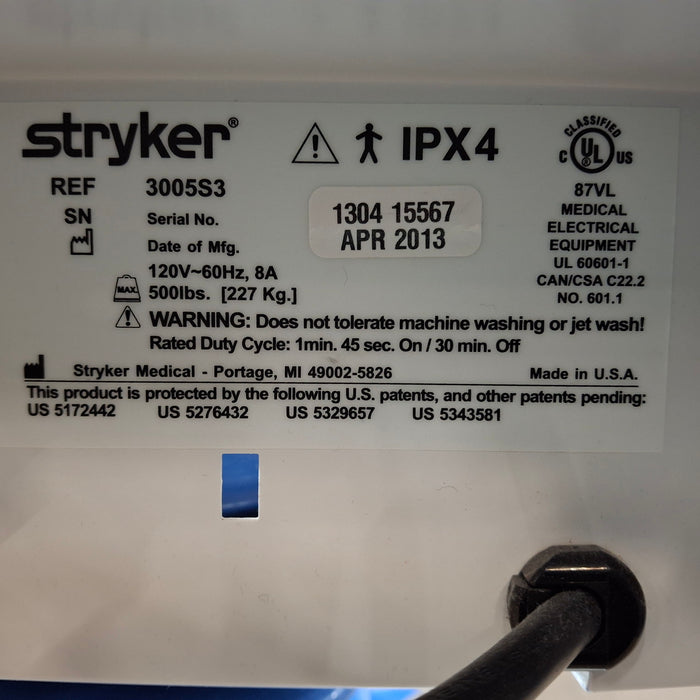 stryker® IPX4
CLASSIFIED
C UL ® US
REF 3005S3
SN Serial No.
Date of Mfg.
1304 15567
APR 2013
87VL
MEDICAL
ELECTRICAL
EQUIPMENT
UL 60601-1
CAN/CSA C22.2
NO. 601.1
120V~60Hz, 8A
MAX. 500lbs. [227 Kg.]
WARNING: Does not tolerate machine washing or jet wash!
Rated Duty Cycle: 1min. 45 sec. On / 30 min. Off
Stryker Medical - Portage, MI 49002-5826 Made in U.S.A.
This product is protected by the following U.S. patents, and other patents pending:
US 5172442 US 5276432 US 5329657 US 5343581